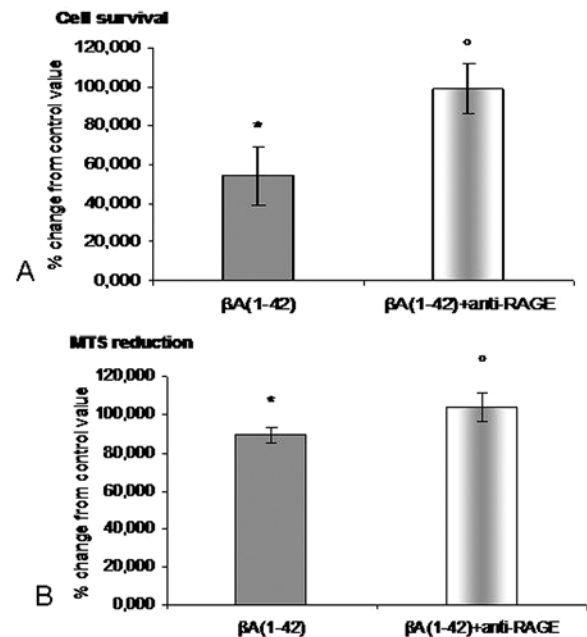 Cell survival
% change from control value
120,000
100,000
80,000
60,000
40,000
20,000
0,000
*
°
A
βA(1-42)
βA(1-42)+anti-RAGE
MTS reduction
% change from control value
120,000
100,000
80,000
60,000
40,000
20,000
0,000
*
°
B
βA(1-42)
βA(1-42)+anti-RAGE